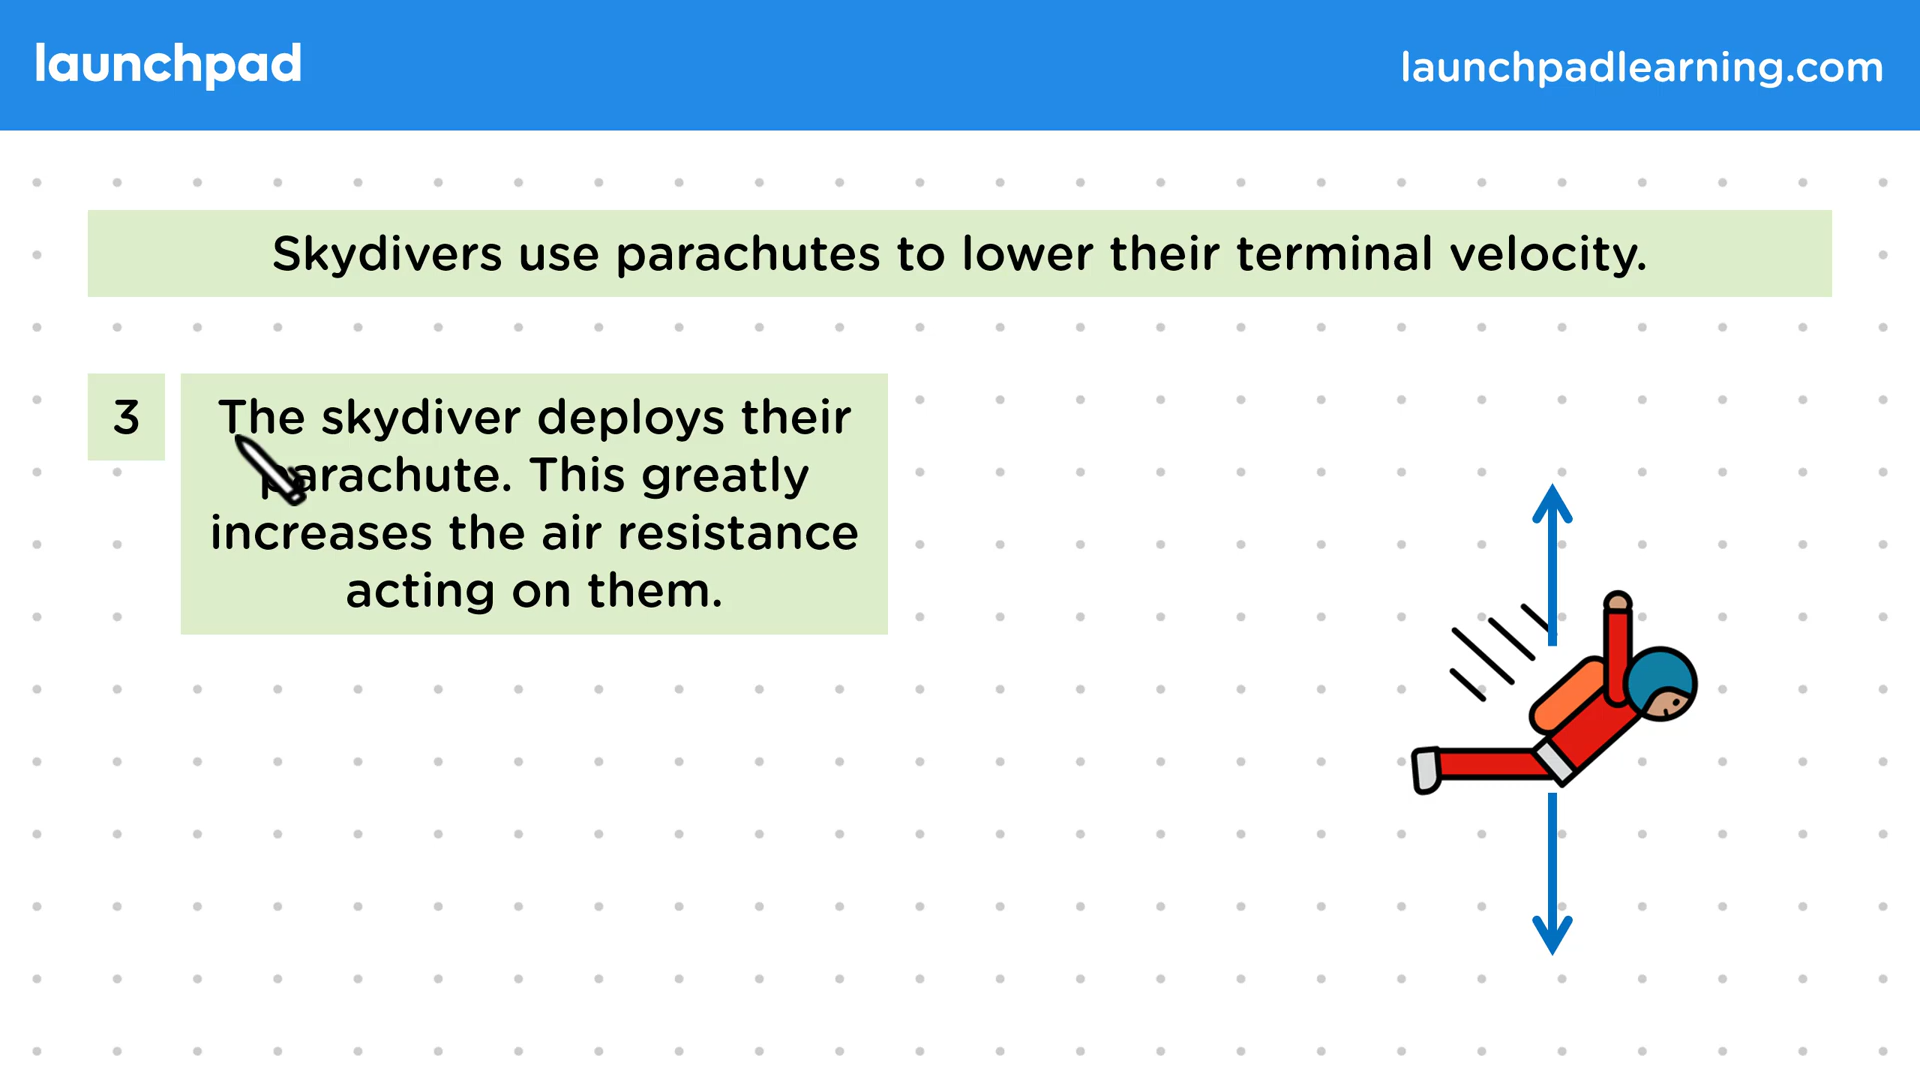 launchpad
launchpadlearning.com
Skydivers use parachutes to lower their terminal velocity.
3
The skydiver deploys their
parachute. This greatly
increases the air resistance
acting on them.